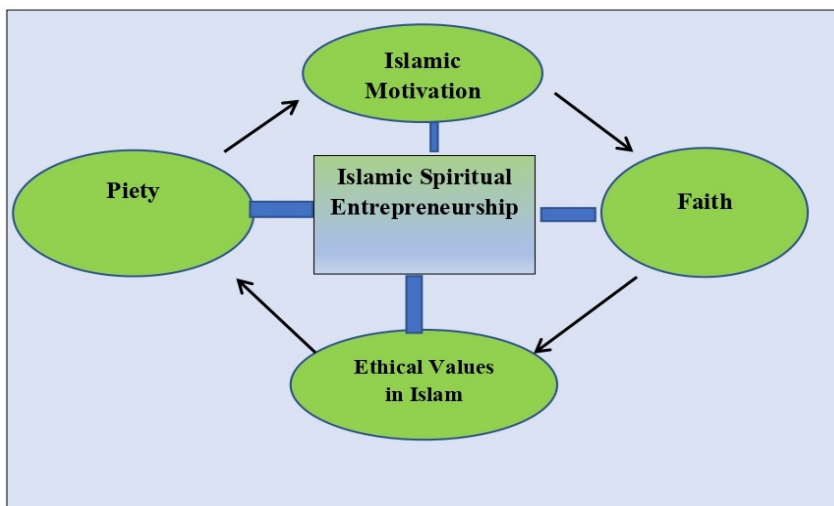 Islamic
Motivation
Piety
Islamic Spiritual
Entrepreneurship
Faith
Ethical Values
in Islam